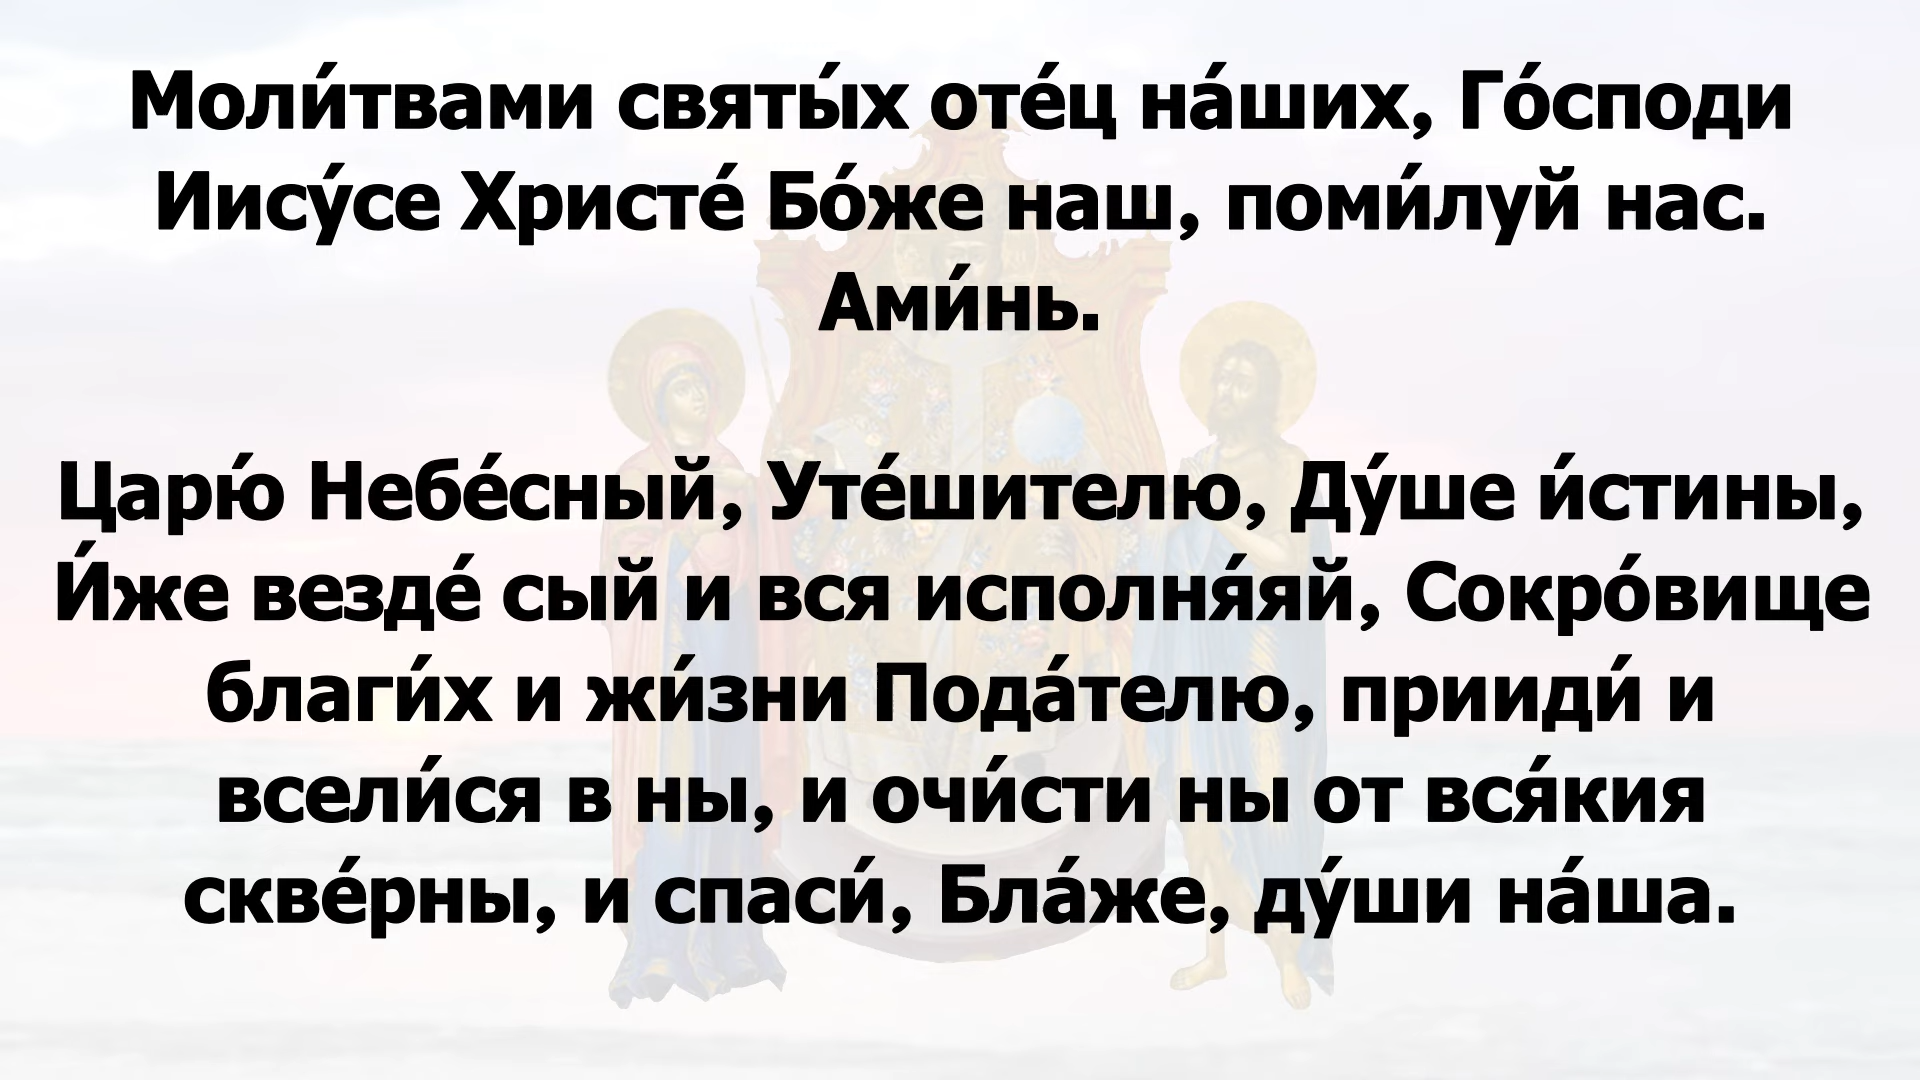 Моли́твами святы́х оте́ц на́ших, Го́споди
Иису́се Христе́ Бо́же наш, поми́луй нас.
Ами́нь.
Царю́ Небе́сный, Уте́шителю, Ду́ше и́стины,
И́же везде́ сый и вся исполня́яй, Сокро́вище
благи́х и жи́зни Пода́телю, прииди́ и
всели́ся в ны, и очи́сти ны от вся́кия
скве́рны, и спаси́, Бла́же, ду́ши на́ша.